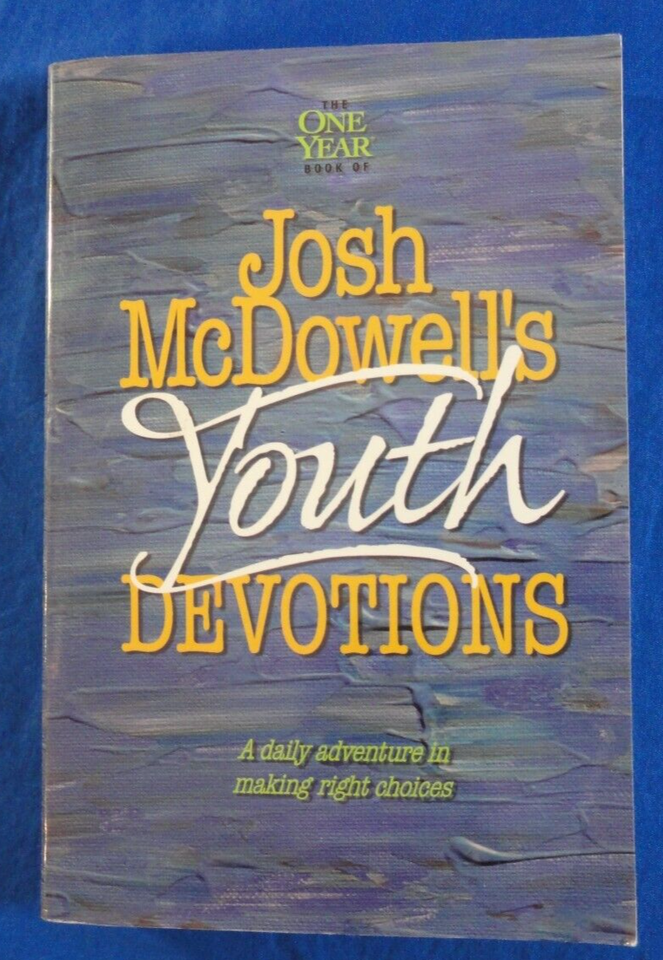 THE
ONE
YEAR
BOOK OF
Josh
McDowell's
Youth
DEVOTIONS
A daily adventure in
making right choices